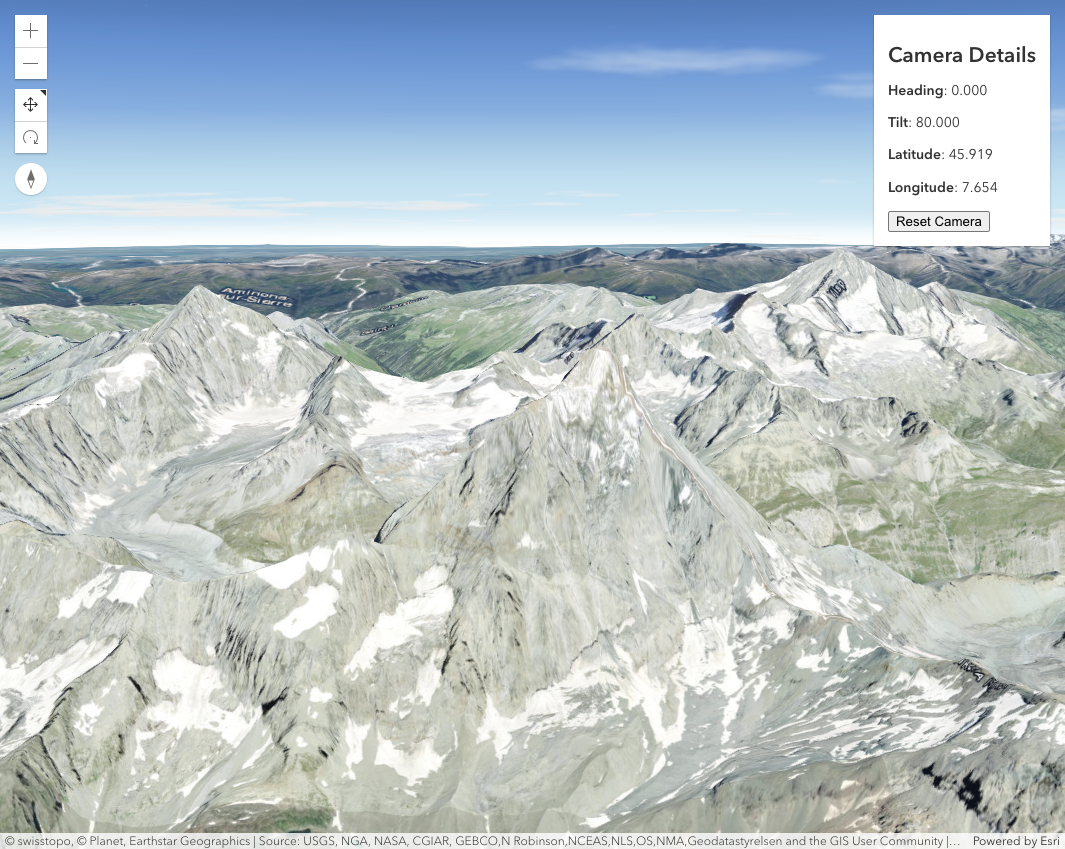 Camera Details
Heading: 0.000
Tilt: 80.000
Latitude: 45.919
Longitude: 7.654
Reset Camera
Aminona-
sur-Sierre
© swisstopo, © Planet, Earthstar Geographics | Source: USGS, NGA, NASA, CGIAR, GEBCO,N Robinson,NCEAS,NLS,OS,NMA,Geodatastyrelsen and the GIS User Community |...
Powered by Esri